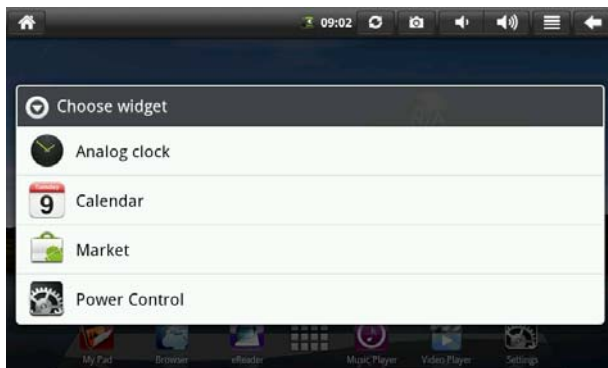 09:02
Choose widget
Analog clock
Tuesday
9
Calendar
Market
Power Control
My Pad Browser eReader Music Player Video Player Settings